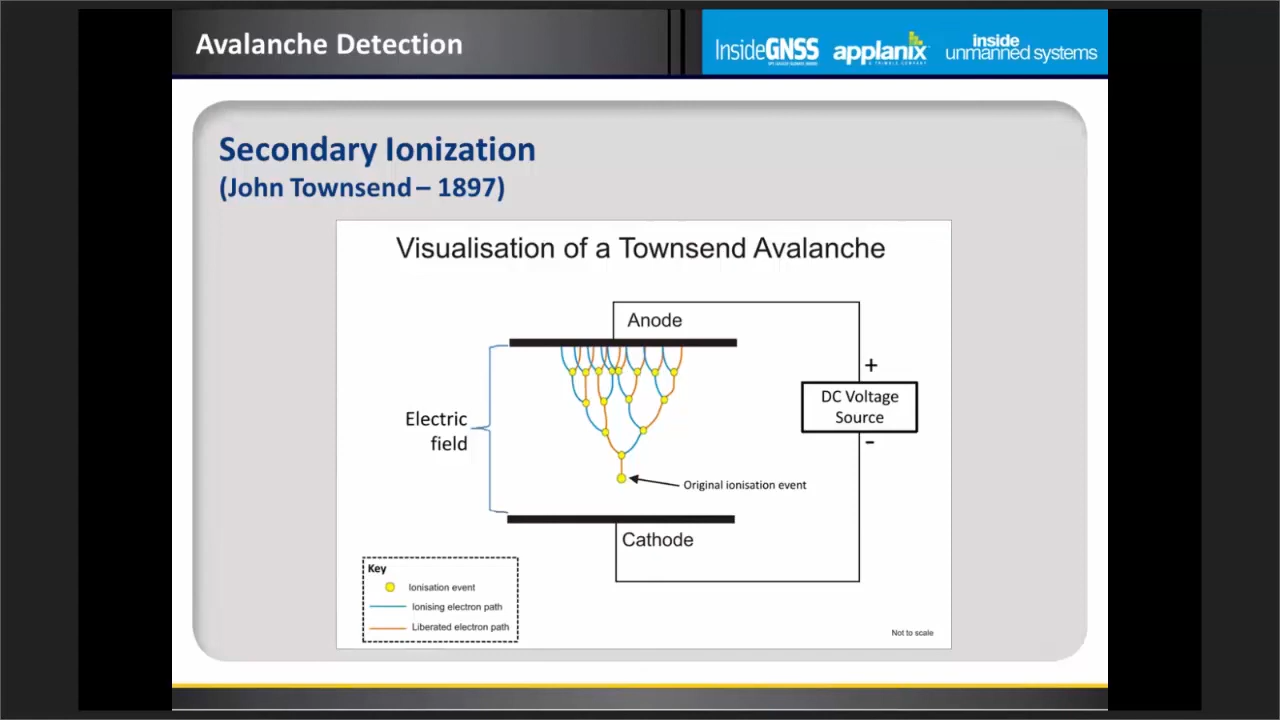 Avalanche Detection
InsideGNSS
applanix
inside
unmanned systems
Secondary Ionization
(John Townsend – 1897)
Visualisation of a Townsend Avalanche
Anode
+
DC Voltage
Source
-
Electric
field
Original ionisation event
Cathode
Key
Ionisation event
Ionising electron path
Liberated electron path
Not to scale